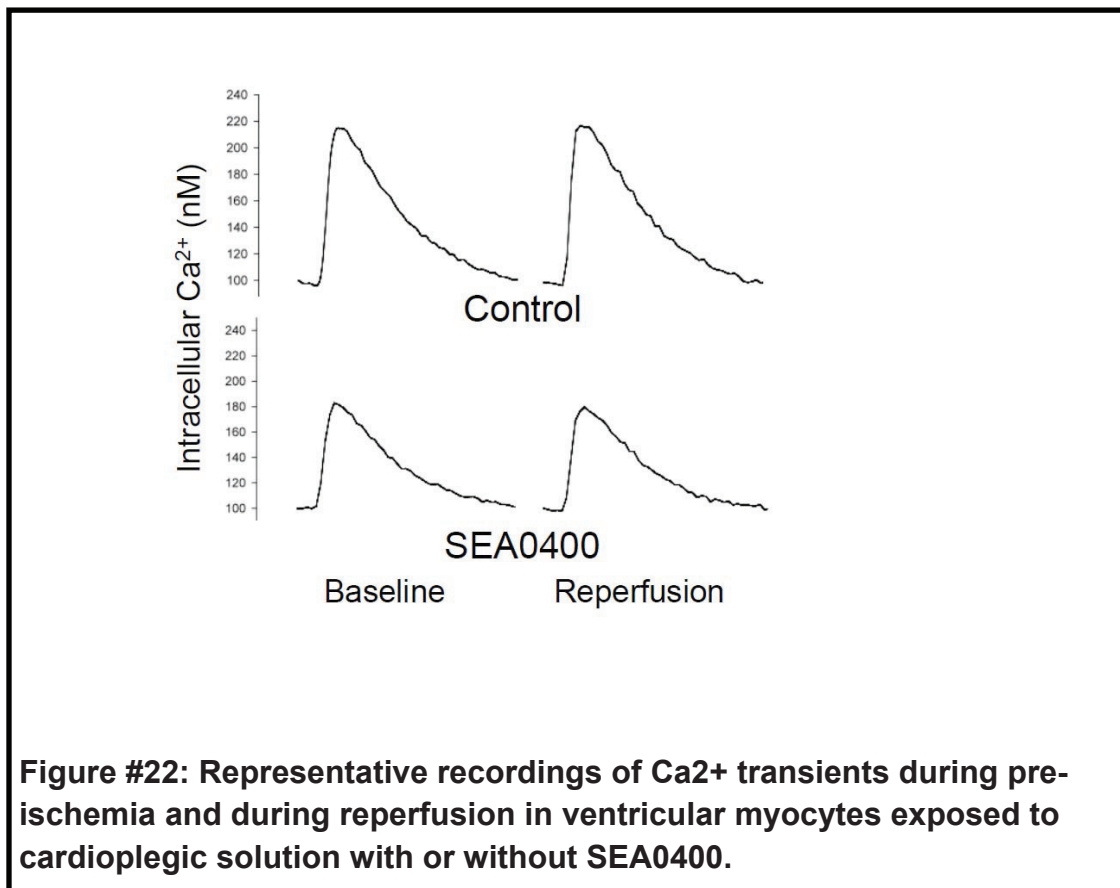 240
220
200
180
160
140
120
100
Intracellular Ca²⁺ (nM)
Control
240
220
200
180
160
140
120
100
SEA0400
Baseline Reperfusion
Figure #22: Representative recordings of Ca2+ transients during pre-
ischemia and during reperfusion in ventricular myocytes exposed to
cardioplegic solution with or without SEA0400.